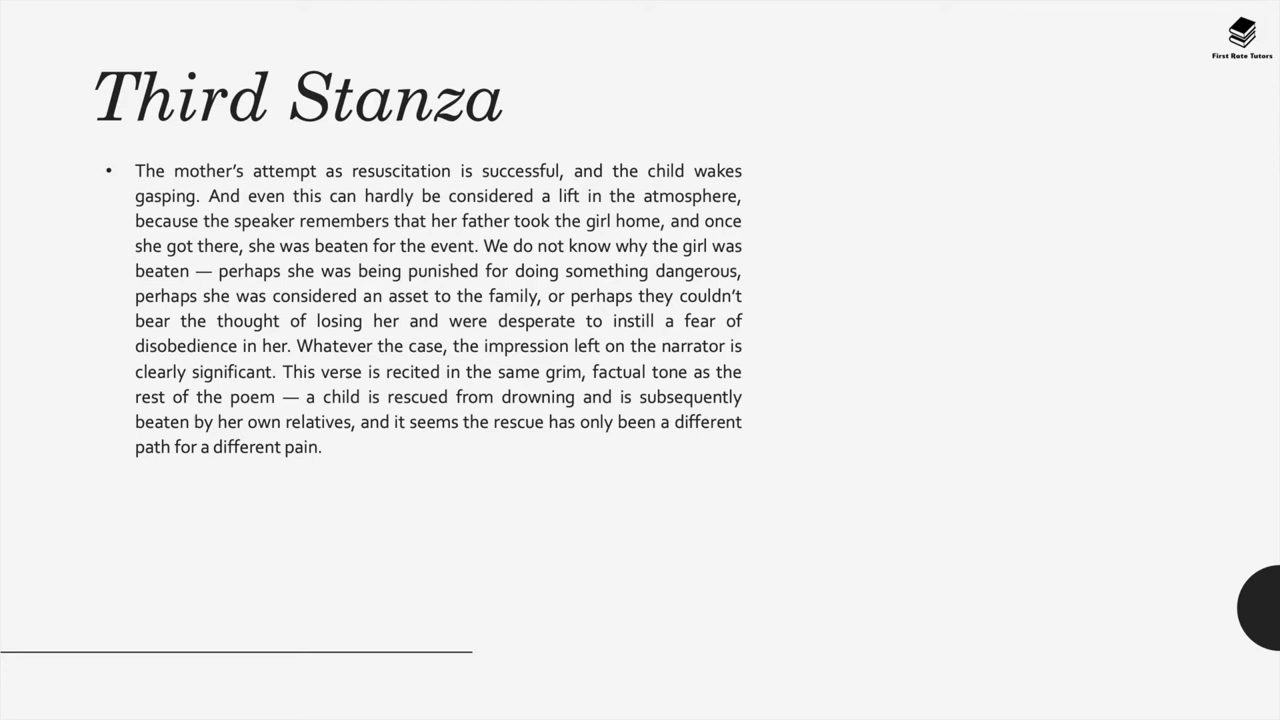 First Rate Tutors
Third Stanza
• The mother’s attempt as resuscitation is successful, and the child wakes
gasping. And even this can hardly be considered a lift in the atmosphere,
because the speaker remembers that her father took the girl home, and once
she got there, she was beaten for the event. We do not know why the girl was
beaten — perhaps she was being punished for doing something dangerous,
perhaps she was considered an asset to the family, or perhaps they couldn’t
bear the thought of losing her and were desperate to instill a fear of
disobedience in her. Whatever the case, the impression left on the narrator is
clearly significant. This verse is recited in the same grim, factual tone as the
rest of the poem — a child is rescued from drowning and is subsequently
beaten by her own relatives, and it seems the rescue has only been a different
path for a different pain.